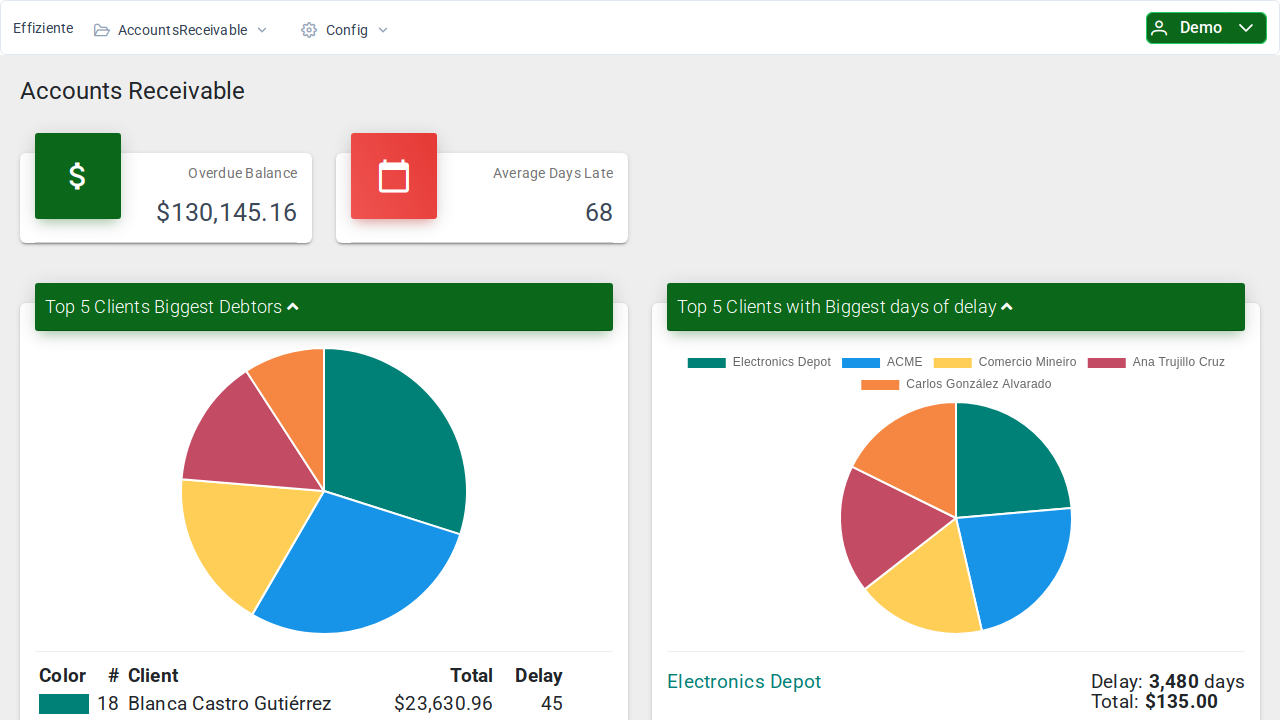 Effiziente AccountsReceivable Config Demo
Accounts Receivable
Overdue Balance
$130,145.16
Average Days Late
68
Top 5 Clients Biggest Debtors
Color # Client Total Delay
18 Blanca Castro Gutiérrez $23,630.96 45
Top 5 Clients with Biggest days of delay
Electronics Depot ACME Comercio Mineiro Ana Trujillo Cruz
Carlos González Alvarado
Electronics Depot Delay: 3,480 days
Total: $135.00